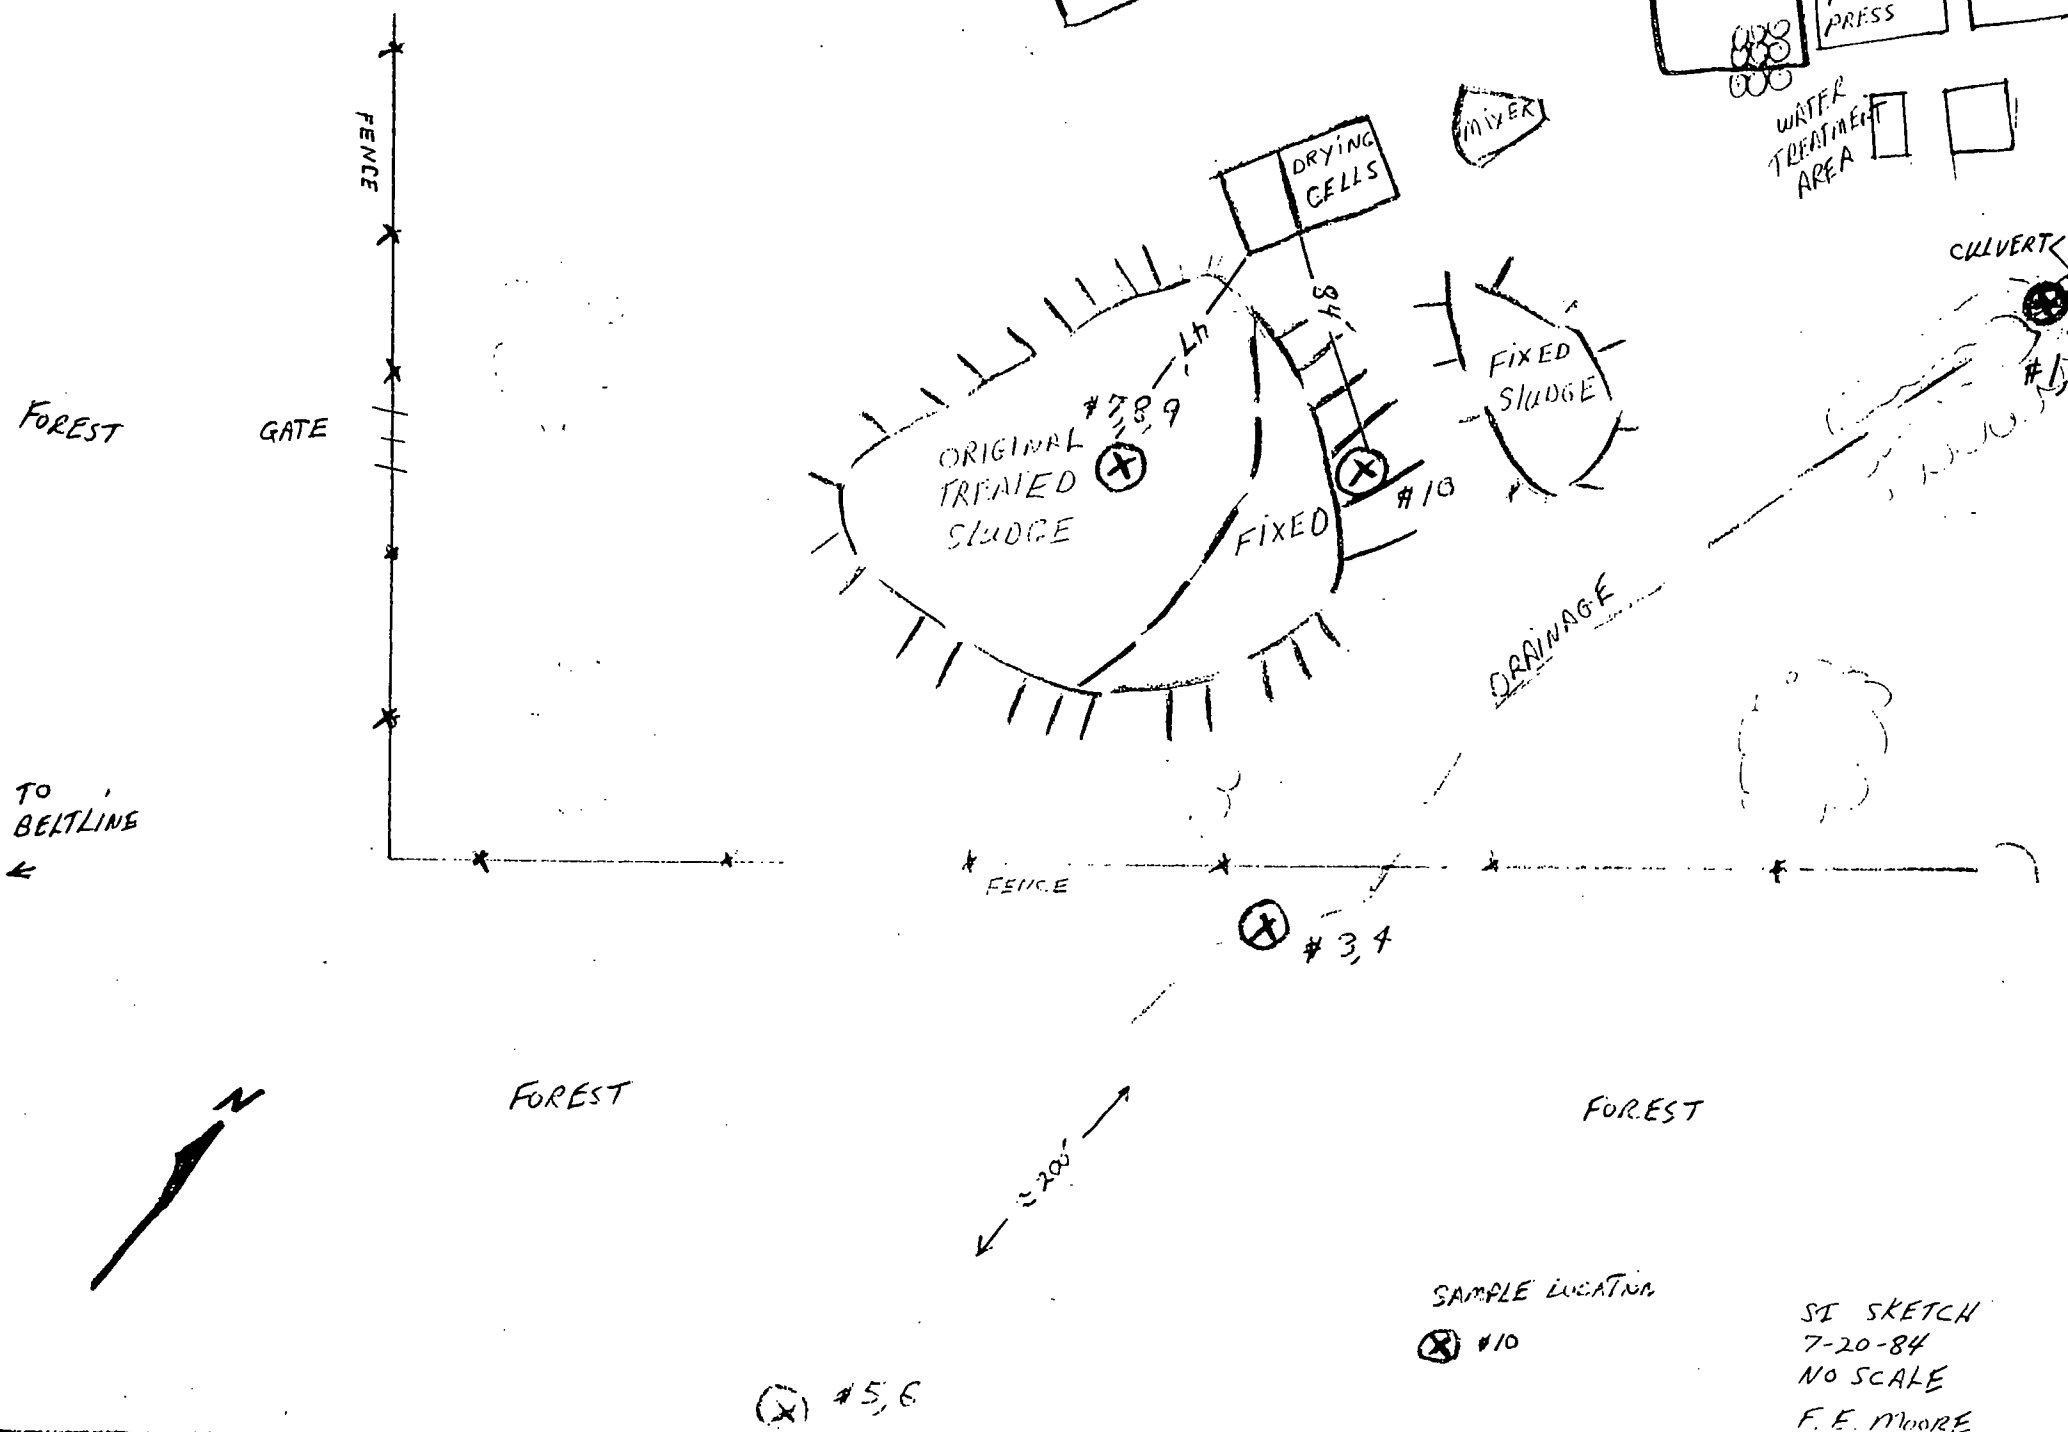 PRESS
FENCE
MIXER
DRYING
CELLS
WATER
TREATMENT
AREA
CULVERT
84'
47'
FIXED
SLUDGE
#7,8,9
FOREST
GATE
ORIGINAL
TREATED
SLUDGE
#10
FIXED
DRAINAGE
TO
BELTLINE
FENCE
#3,4
N
FOREST
FOREST
≈200'
SAMPLE LOCATION
#10
SI SKETCH
7-20-84
NO SCALE
F. E. MOORE
#5,6